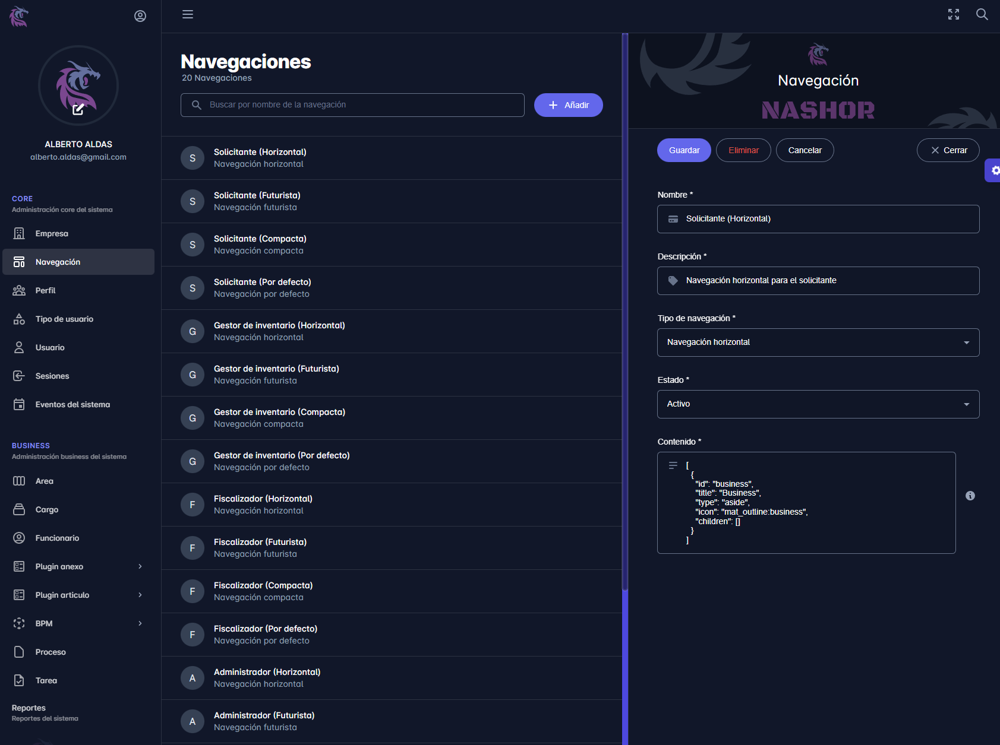 ALBERTO ALDAS
alberto.aldas@gmail.com
CORE
Administración core del sistema
Empresa
Navegación
Perfil
Tipo de usuario
Usuario
Sesiones
Eventos del sistema
BUSINESS
Administración business del sistema
Area
Cargo
Funcionario
Plugin anexo
Plugin articulo
BPM
Proceso
Tarea
Reportes
Reportes del sistema
Navegaciones
20 Navegaciones
Buscar por nombre de la navegación
Añadir
S
Solicitante (Horizontal)
Navegación horizontal
S
Solicitante (Futurista)
Navegación futurista
S
Solicitante (Compacta)
Navegación compacta
S
Solicitante (Por defecto)
Navegación por defecto
G
Gestor de inventario (Horizontal)
Navegación horizontal
G
Gestor de inventario (Futurista)
Navegación futurista
G
Gestor de inventario (Compacta)
Navegación compacta
G
Gestor de inventario (Por defecto)
Navegación por defecto
F
Fiscalizador (Horizontal)
Navegación horizontal
F
Fiscalizador (Futurista)
Navegación futurista
F
Fiscalizador (Compacta)
Navegación compacta
F
Fiscalizador (Por defecto)
Navegación por defecto
A
Administrador (Horizontal)
Navegación horizontal
A
Administrador (Futurista)
Navegación futurista
Navegación
NASHOR
Guardar Eliminar Cancelar Cerrar
Nombre *
Solicitante (Horizontal)
Descripción *
Navegación horizontal para el solicitante
Tipo de navegación *
Navegación horizontal
Estado *
Activo
Contenido *
[
{
"id": "business",
"title": "Business",
"type": "aside",
"icon": "mat_outline:business",
"children": []
}
]